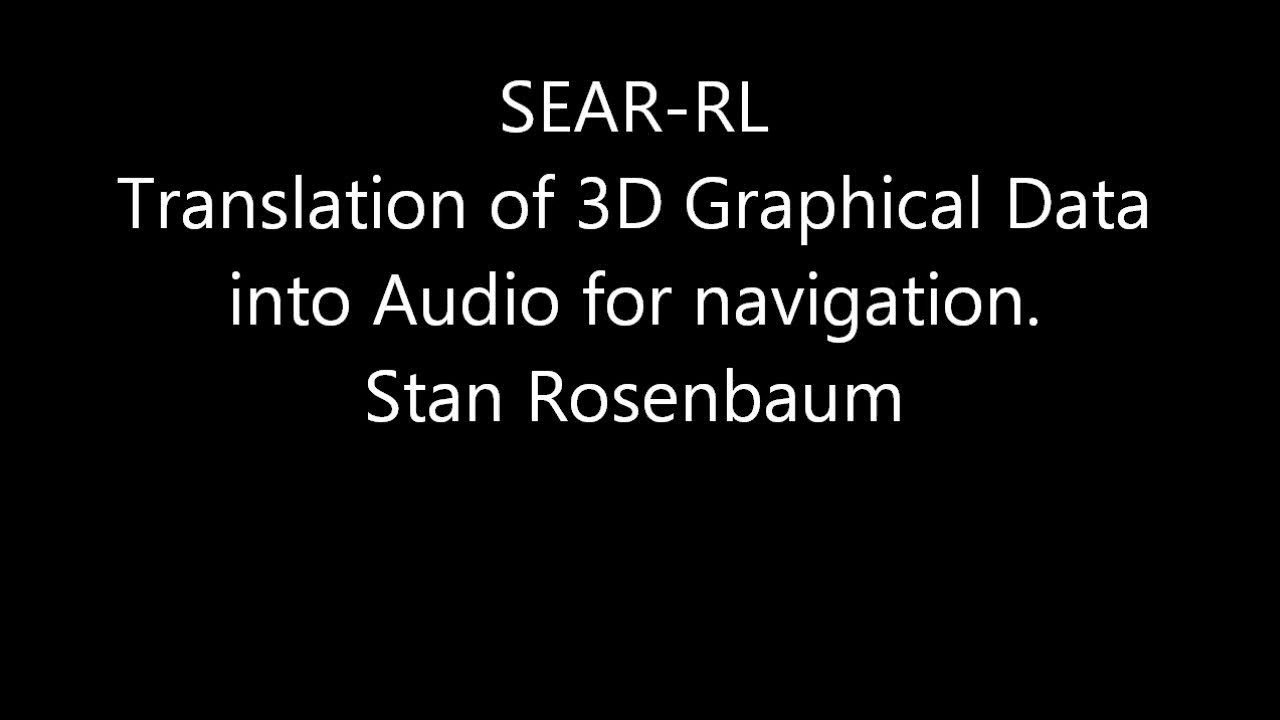 SEAR-RL
Translation of 3D Graphical Data
into Audio for navigation.
Stan Rosenbaum